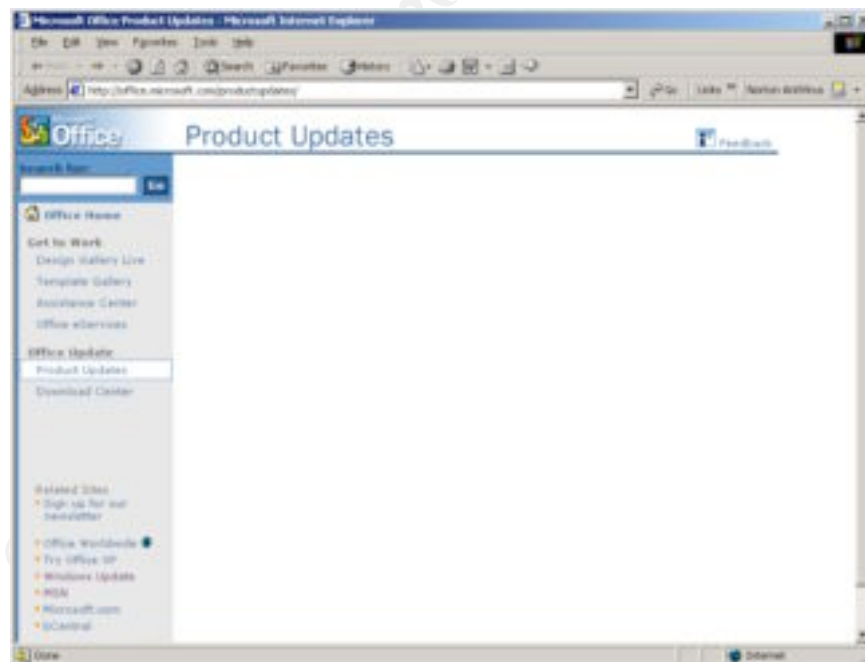 Microsoft Office Product Updates - Microsoft Internet Explorer
File Edit View Favorites Tools Help
Search Favorites History
Address http://office.microsoft.com/productupdates/ Go Links Norton AntiVirus
Office
Product Updates
Feedback
Search for:
Go
Office Home
Get to Work
Design Gallery Live
Template Gallery
Assistance Center
Office eServices
Office Update
Product Updates
Download Center
Related Sites
Sign up for our
newsletter
Office Worldwide
Try Office XP
Windows Update
MSN
Microsoft.com
bCentral
Done
Internet